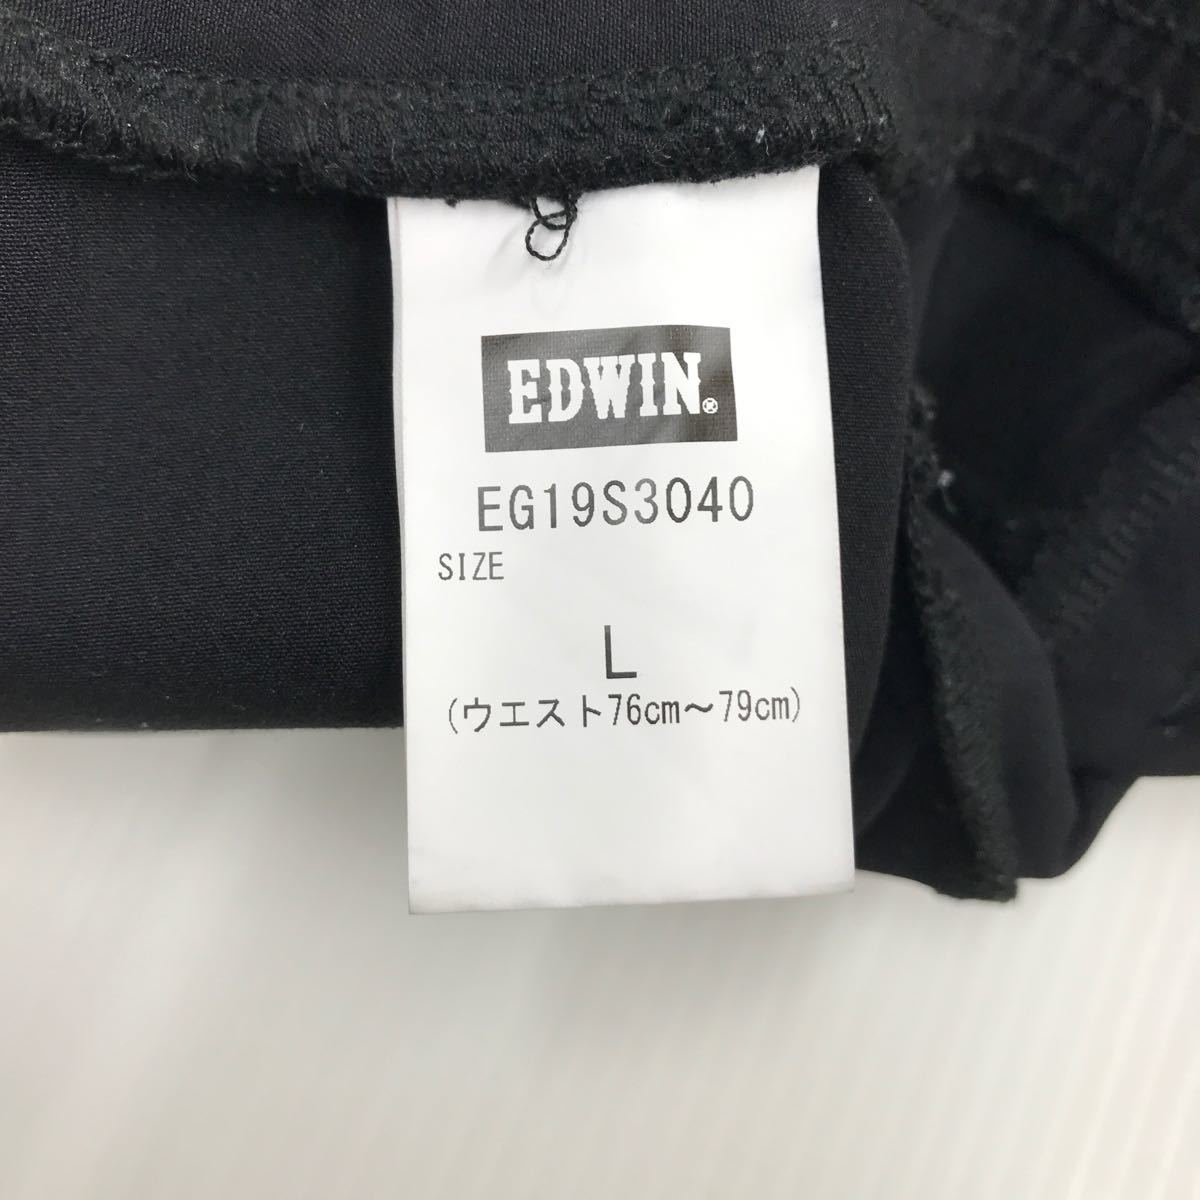 EDWIN®
EG19S3040
SIZE
L
(ウエスト76cm～79cm)